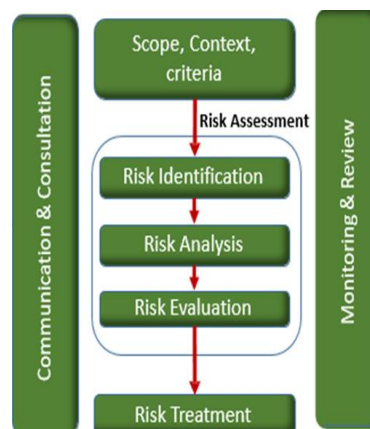 Communication & Consultation
Scope, Context,
criteria
Risk Assessment
Risk Identification
Risk Analysis
Risk Evaluation
Risk Treatment
Monitoring & Review